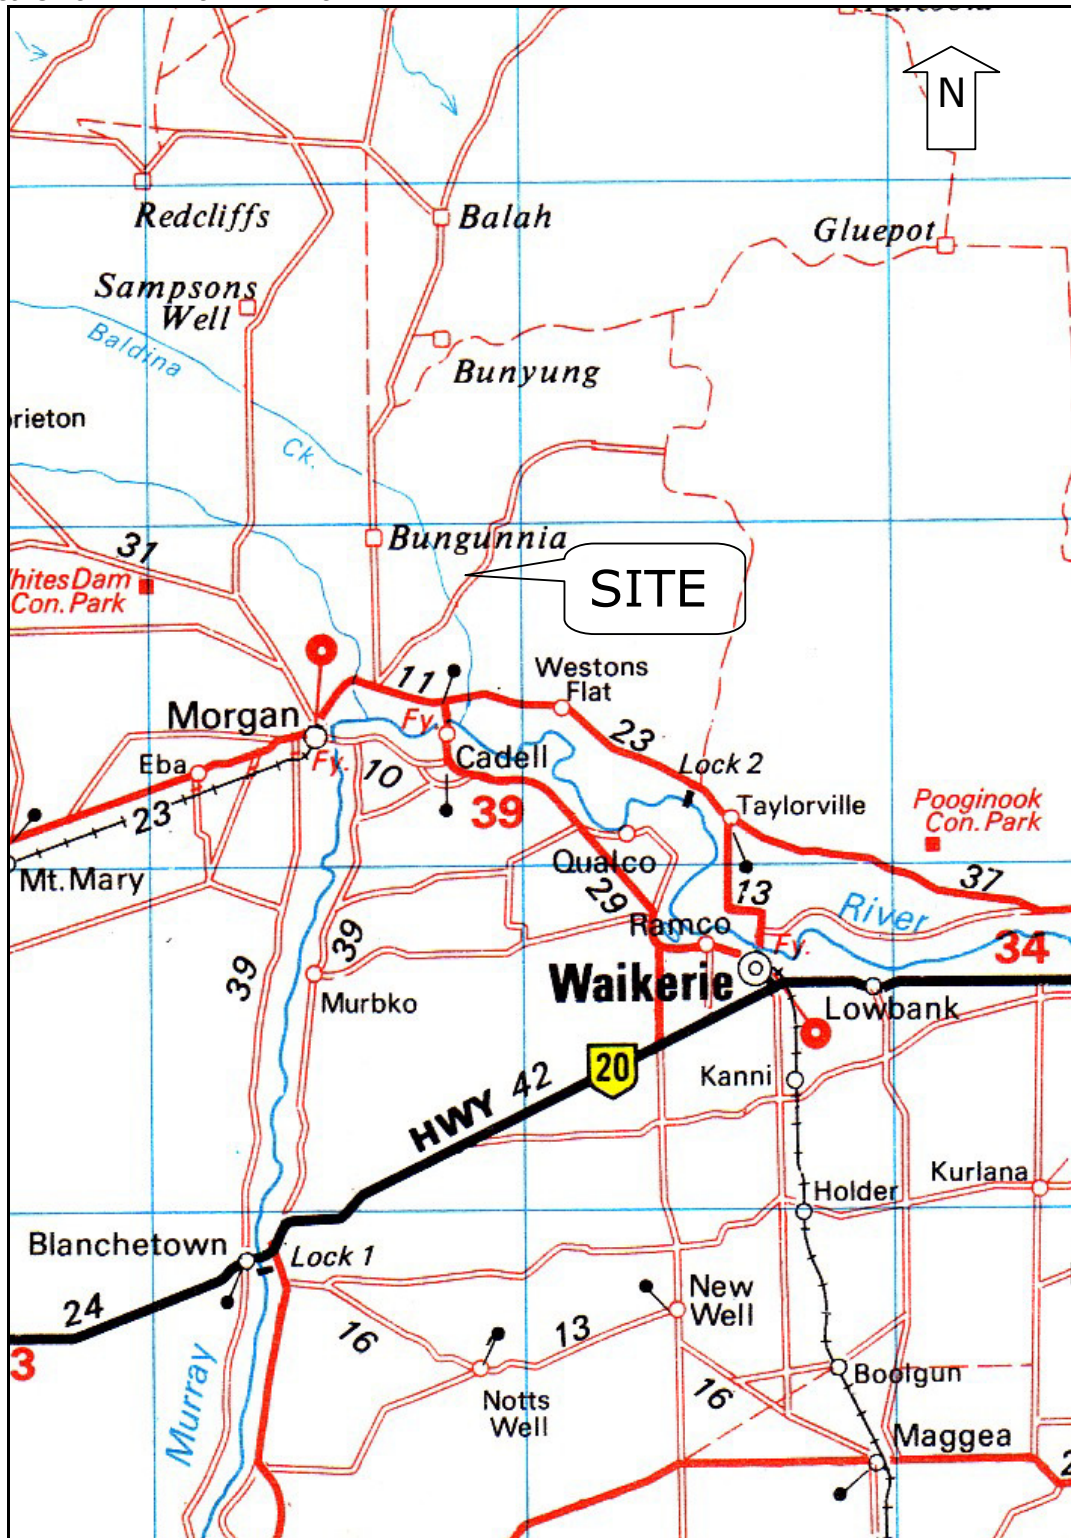 N
Redcliffs
Balah
Gluepot
Sampsons
Well
Baldina
Bunyung
Ck.
31
Bungunnia
SITE
Con. Park
Westons
Flat
11
Morgan
Fy.
23
Cadell
Eba
Fy.
10
Lock 2
23
39
Taylorville
Pooginook
Con. Park
Mt. Mary
Qualco
29
13
37
River
39
Ramco
Fy.
34
39
Waikerie
Murbko
Lowbank
20
Kanni
HWY 42
Kurlana
Holder
Blanchetown
Lock 1
24
New
Well
16
13
3
Murray
Notts
Well
16
Boolgun
Maggea